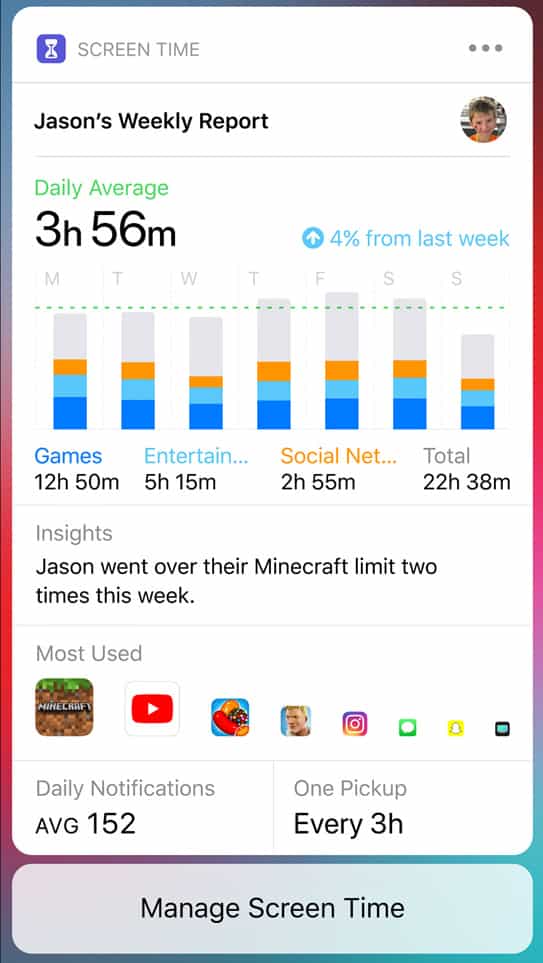 SCREEN TIME
Jason's Weekly Report
Daily Average
3h 56m
4% from last week
M T W T F S S
Games Entertain... Social Net... Total
12h 50m 5h 15m 2h 55m 22h 38m
Insights
Jason went over their Minecraft limit two
times this week.
Most Used
MINECRAFT
Daily Notifications One Pickup
AVG 152 Every 3h
Manage Screen Time